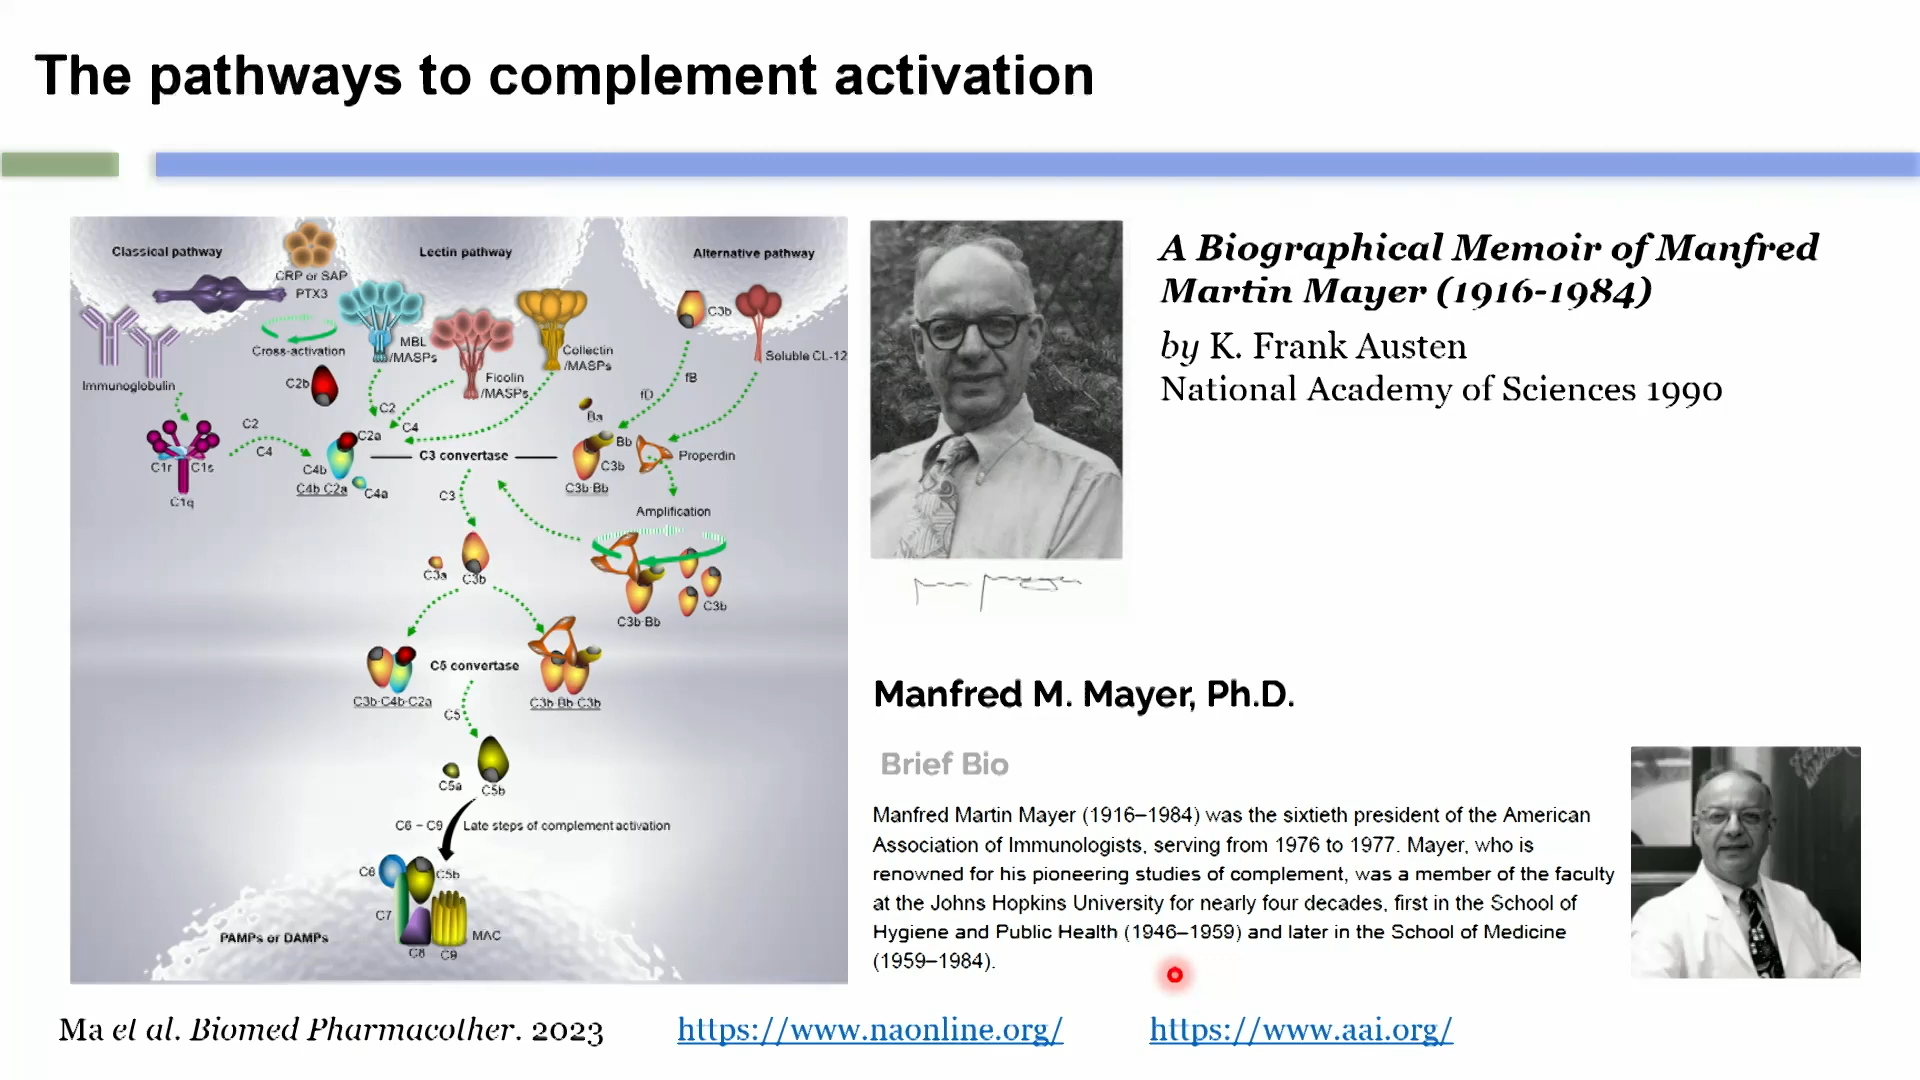 The pathways to complement activation
Classical pathway
CRP or SAP
PTX3
Lectin pathway
Alternative pathway
C3b
Cross-activation
MBL
/MASPs
Collectin
/MASPs
Soluble CL-12
Immunoglobulin
C2b
Ficolin
/MASPs
fB
fD
Ba
C2
C4
C2
C4
C2a
C1r
C1s
C1q
C4b
C4b·C2a
C4a
C3 convertase
Bb
C3b
C3b·Bb
Properdin
C3
Amplification
C3a
C3b
C3b·Bb
C3b
C5 convertase
C3b·C4b·C2a
C3b·Bb·C3b
C5
C5a
C5b
C6 – C9
Late steps of complement activation
C6
C5b
C7
C8
C9
MAC
PAMPs or DAMPs
A Biographical Memoir of Manfred
Martin Mayer (1916-1984)
by K. Frank Austen
National Academy of Sciences 1990
Manfred M. Mayer, Ph.D.
Brief Bio
Manfred Martin Mayer (1916–1984) was the sixtieth president of the American
Association of Immunologists, serving from 1976 to 1977. Mayer, who is
renowned for his pioneering studies of complement, was a member of the faculty
at the Johns Hopkins University for nearly four decades, first in the School of
Hygiene and Public Health (1946–1959) and later in the School of Medicine
(1959–1984).
Ma et al. Biomed Pharmacother. 2023
https://www.naonline.org/
https://www.aai.org/